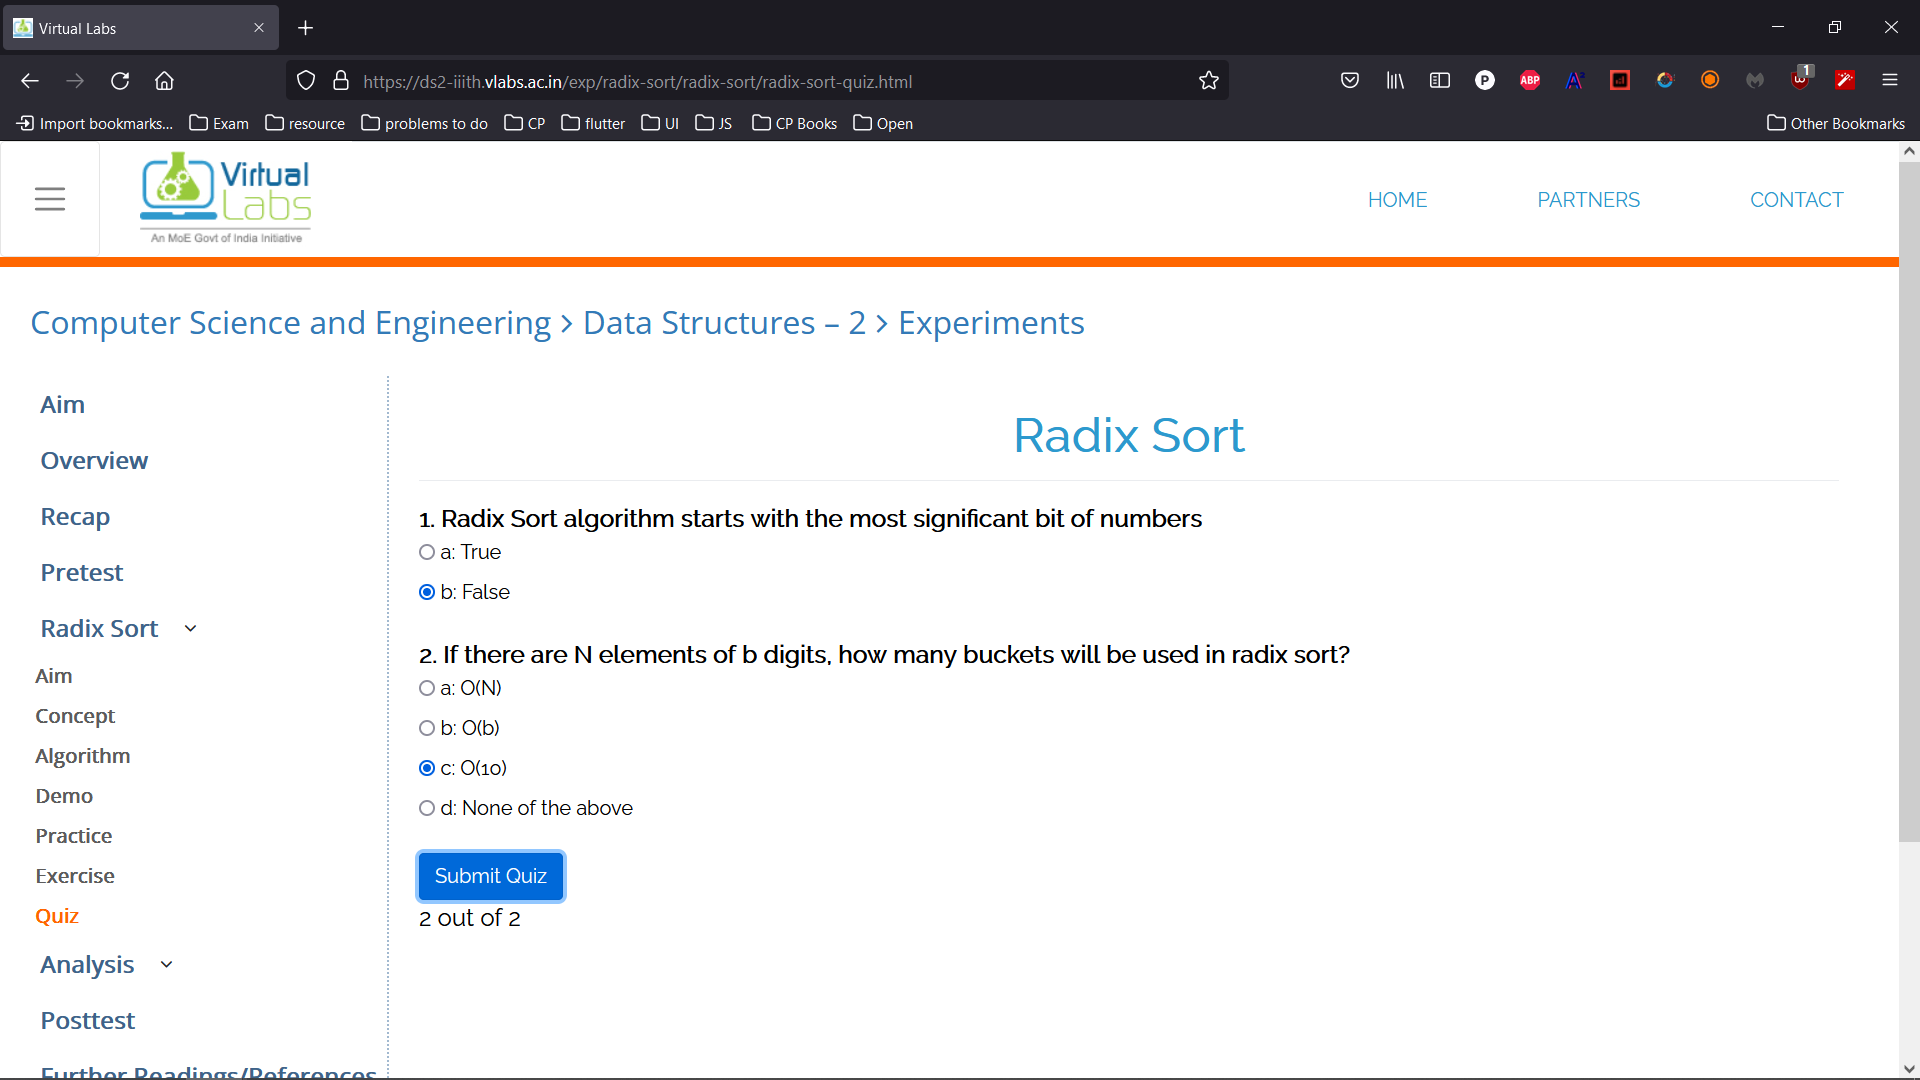 Virtual Labs
https://ds2-iiith.vlabs.ac.in/exp/radix-sort/radix-sort/radix-sort-quiz.html
P
ABP
1
Import bookmarks...
Exam
resource
problems to do
CP
flutter
UI
JS
CP Books
Open
Other Bookmarks
Virtual
Labs
An MoE Govt of India Initiative
HOME
PARTNERS
CONTACT
Computer Science and Engineering > Data Structures – 2 > Experiments
Aim
Overview
Recap
Pretest
Radix Sort
Aim
Concept
Algorithm
Demo
Practice
Exercise
Quiz
Analysis
Posttest
Further Readings/References
Radix Sort
1. Radix Sort algorithm starts with the most significant bit of numbers
a: True
b: False
2. If there are N elements of b digits, how many buckets will be used in radix sort?
a: O(N)
b: O(b)
c: O(10)
d: None of the above
Submit Quiz
2 out of 2